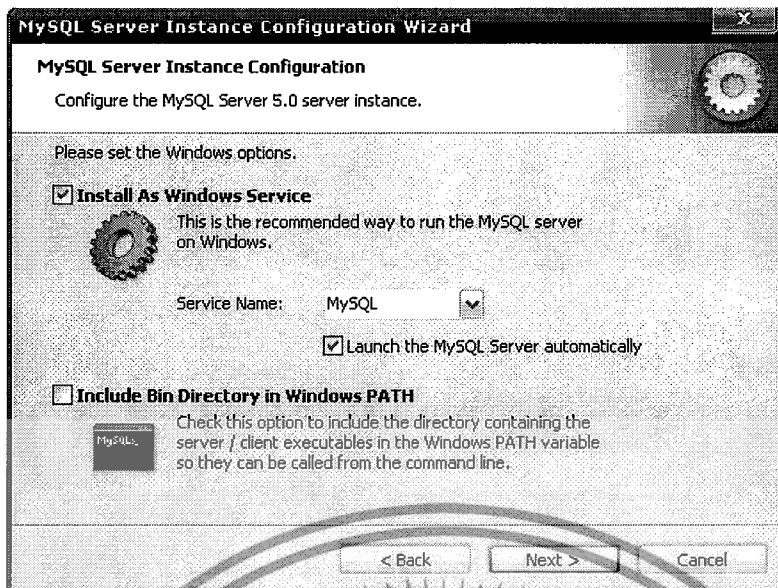 MySQL Server Instance Configuration Wizard
X
MySQL Server Instance Configuration
Configure the MySQL Server 5.0 server instance.
Please set the Windows options.
Install As Windows Service
This is the recommended way to run the MySQL server
on Windows.
Service Name: MySQL
Launch the MySQL Server automatically
Include Bin Directory in Windows PATH
Check this option to include the directory containing the
MySQL_
server / client executables in the Windows PATH variable
so they can be called from the command line.
< Back Next > Cancel